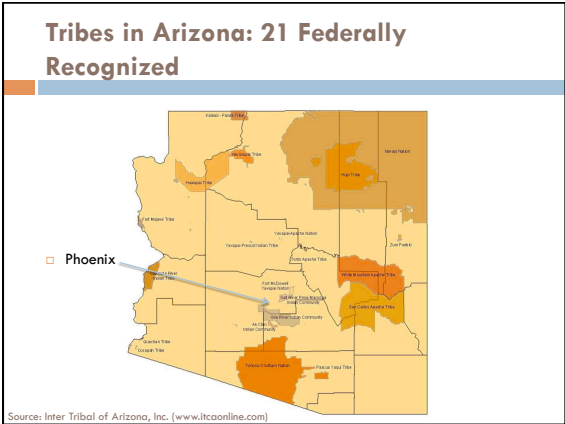 Tribes in Arizona: 21 Federally
Recognized
Kaibab - Paiute Tribe
Navajo Nation
Havasupai Tribe
Hopi Tribe
Hualapai Tribe
Fort Mojave Tribe
Yavapai-Apache Nation
Zuni Pueblo
Yavapai-Prescott Indian Tribe
Tonto Apache Tribe
Phoenix
White Mountain Apache Tribe
Colorado River
Indian Tribe
Fort McDowell
Yavapai Nation
Salt River Pima-Maricopa
Indian Community
San Carlos Apache Tribe
Gila River Indian Community
Ak Chin
Indian Community
Quechan Tribe
Cocopah Tribe
Tohono O'odham Nation
Pascua Yaqui Tribe
Source: Inter Tribal of Arizona, Inc. (www.itcaonline.com)